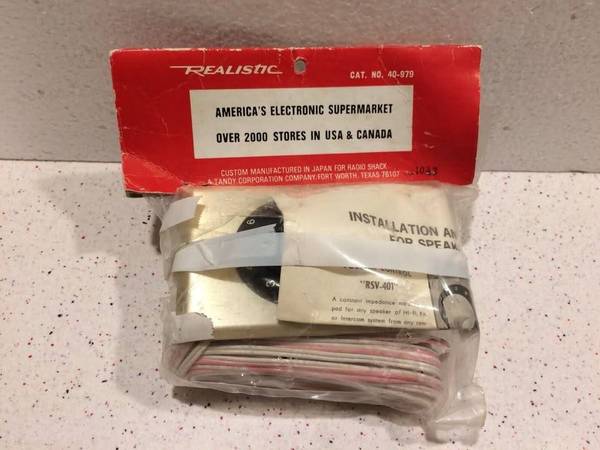 REALISTIC
CAT. NO. 40-979
AMERICA'S ELECTRONIC SUPERMARKET
OVER 2000 STORES IN USA & CANADA
CUSTOM MANUFACTURED IN JAPAN FOR RADIO SHACK
A TANDY CORPORATION COMPANY, FORT WORTH, TEXAS 76107
INSTALLATION AN
FOR SPEAK
CONTROL
"RSV-401"
A constant impedance
pad for any speaker of Hi-Fi,
or Intercom system from any